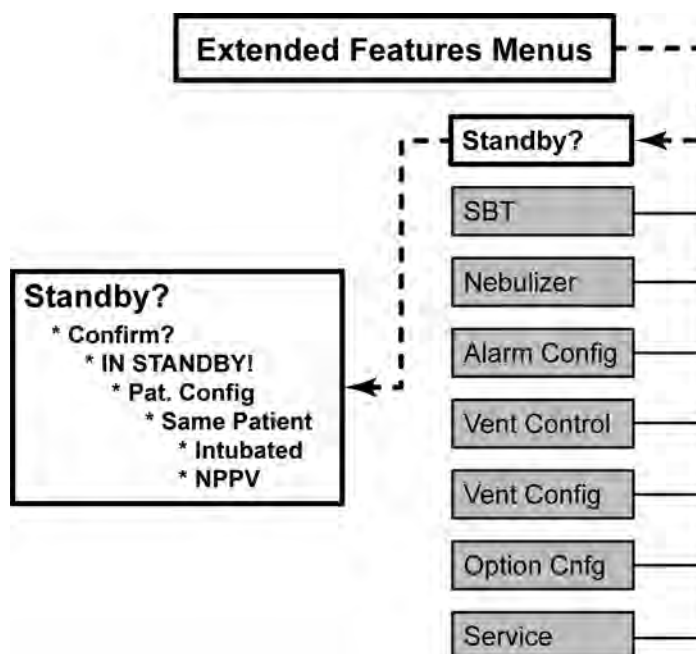 Extended Features Menus
Standby?
SBT
Nebulizer
Alarm Config
Vent Control
Vent Config
Option Cnfg
Service
Standby?
* Confirm?
* IN STANDBY!
* Pat. Config
* Same Patient
* Intubated
* NPPV